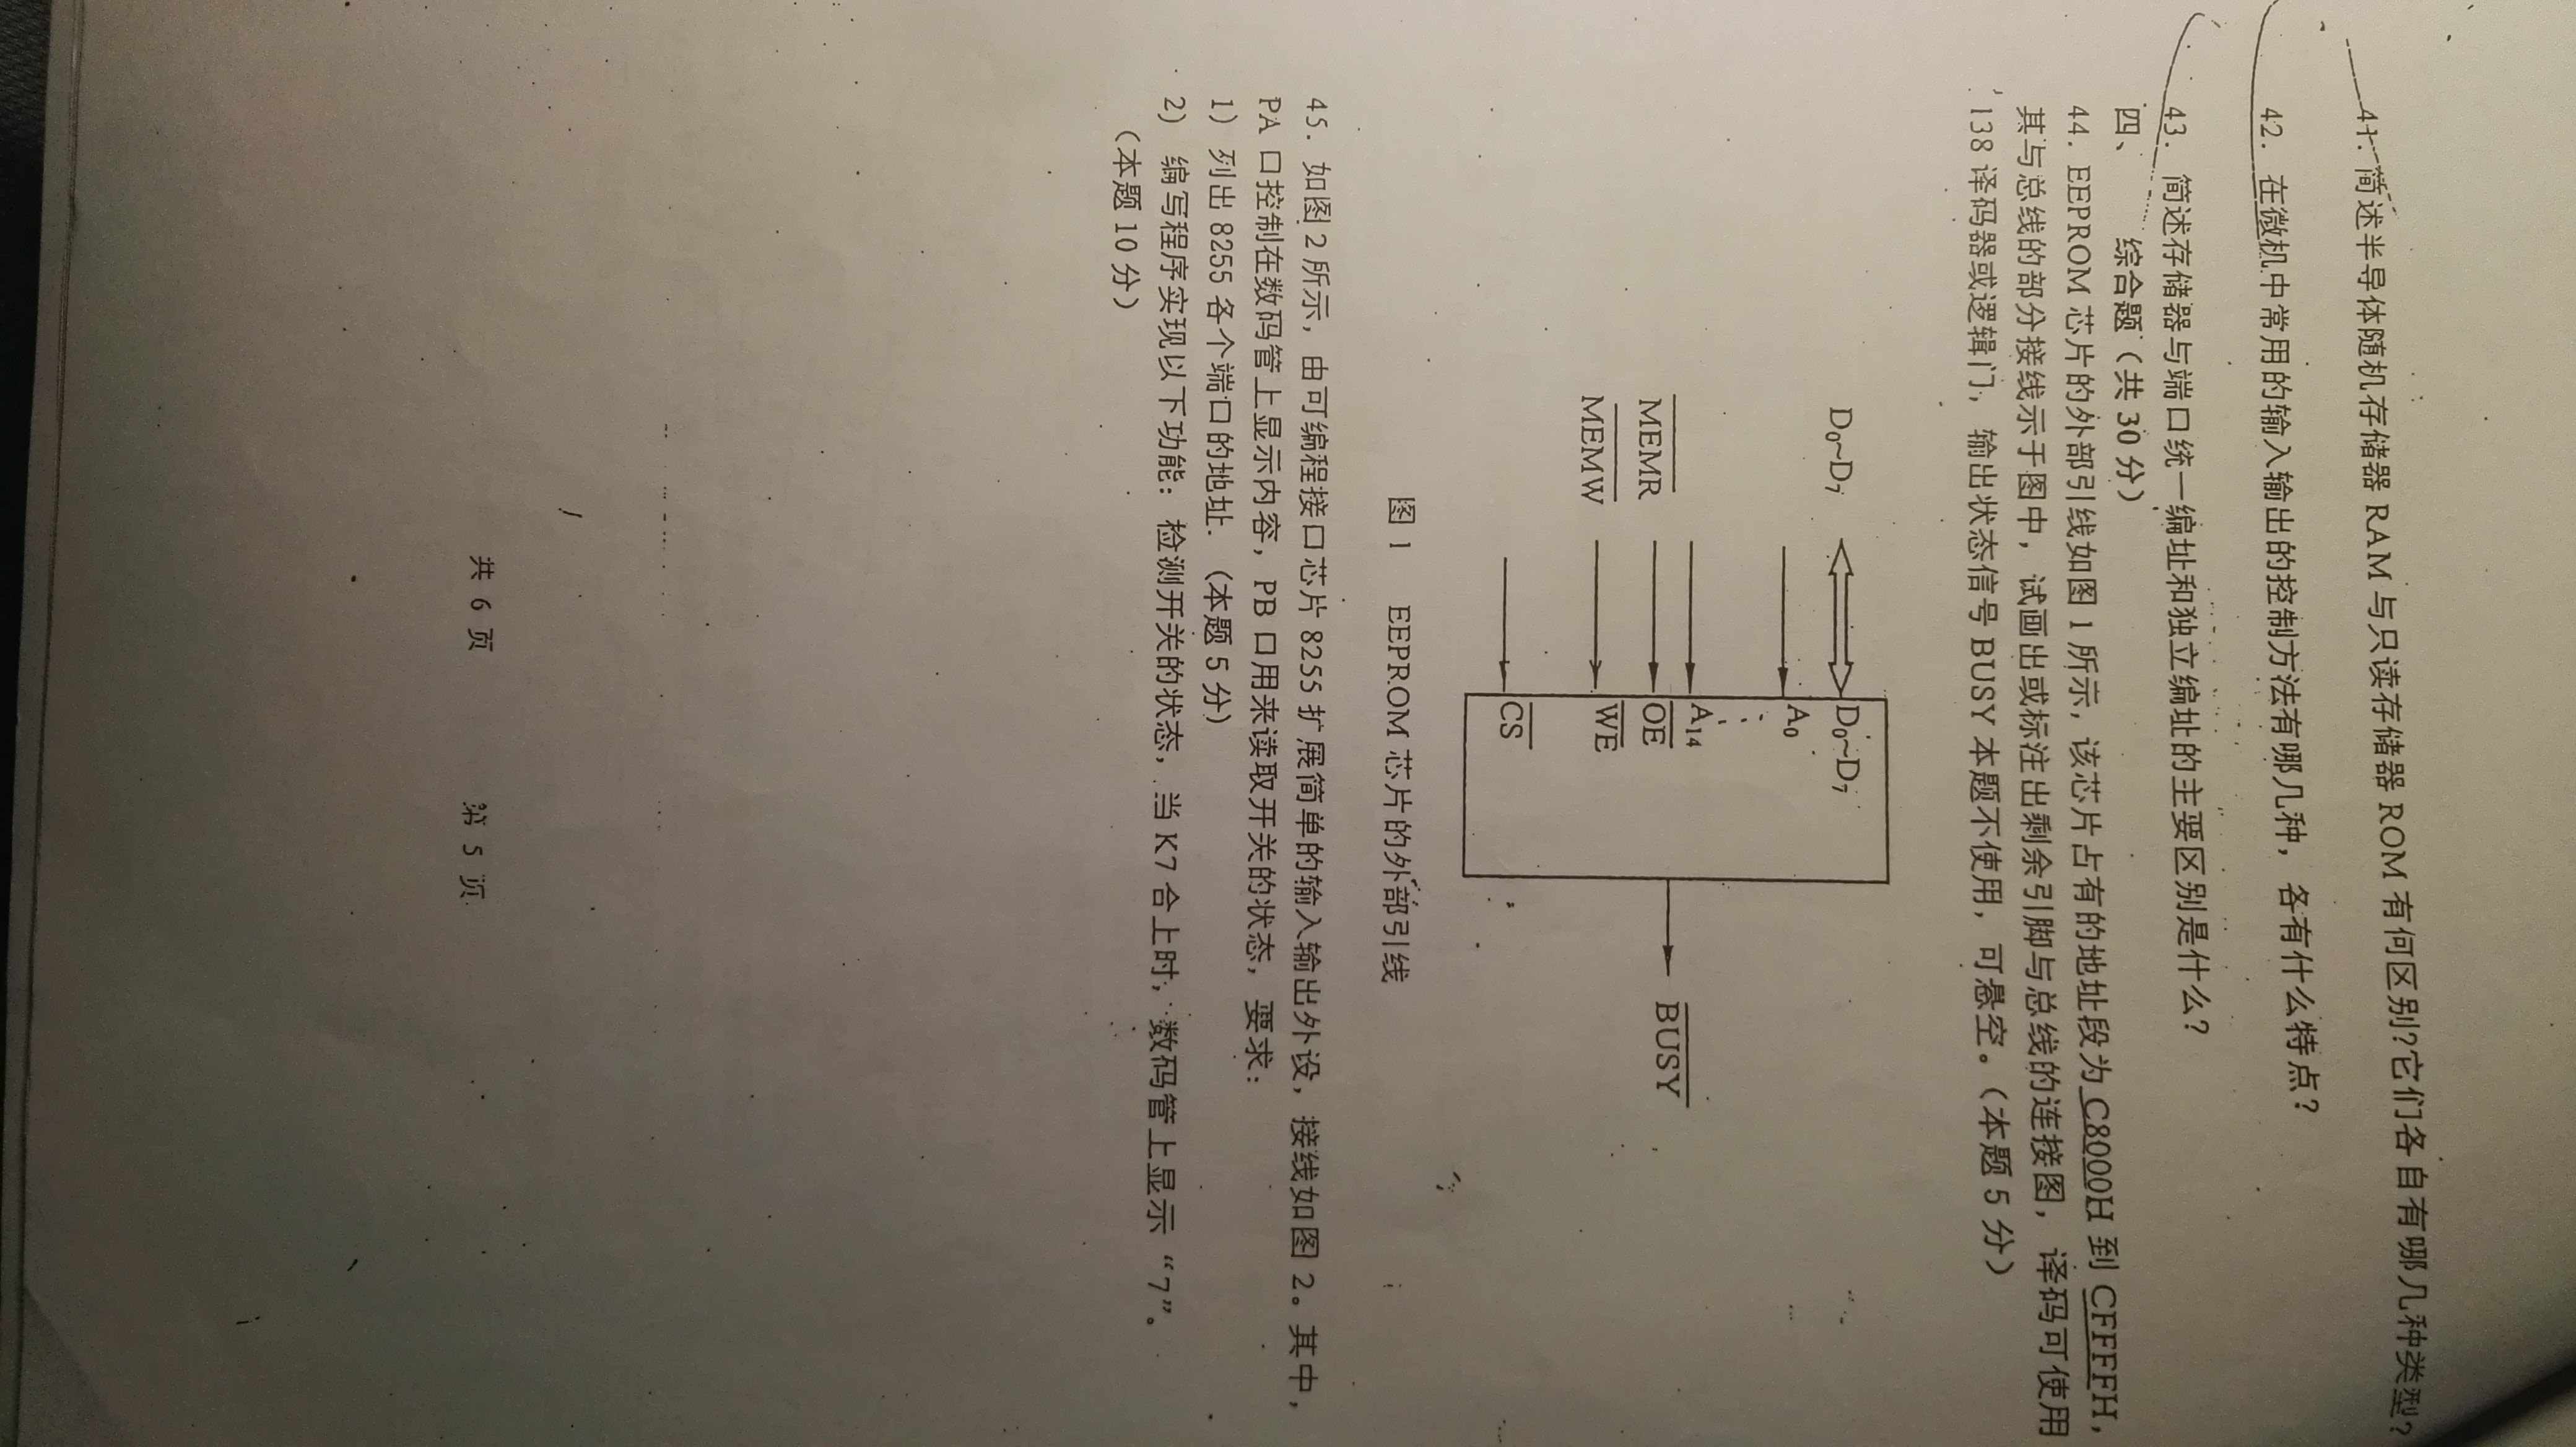 41. 简述半导体随机存储器 RAM 与只读存储器 ROM 有何区别?它们各自有哪几种类型?
42. 在微机中常用的输入输出的控制方法有哪几种，各有什么特点?
43. 简述存储器与端口统一编址和独立编址的主要区别是什么?
四、 综合题（共 30 分）
44. EEPROM 芯片的外部引线如图 1 所示，该芯片占有的地址段为 C8000H 到 CFFFFH，
其与总线的部分接线示于图中，试画出或标注出剩余引脚与总线的连接图，译码可使用
138 译码器或逻辑门，输出状态信号 BUSY 本题不使用，可悬空。（本题 5 分）
D₀~D₇ D₀~D₇
A₀
A₁₄
MEMR OE
BUSY
MEMW WE
CS
图 1 EEPROM 芯片的外部引线
45. 如图 2 所示，由可编程接口芯片 8255 扩展简单的输入输出外设，接线如图 2。其中，
PA 口控制在数码管上显示内容，PB 口用来读取开关的状态，要求：
1） 列出 8255 各个端口的地址.（本题 5 分）
2） 编写程序实现以下功能：检测开关的状态，当 K7 合上时，数码管上显示“7”。
（本题 10 分）
共 6 页 第 5 页